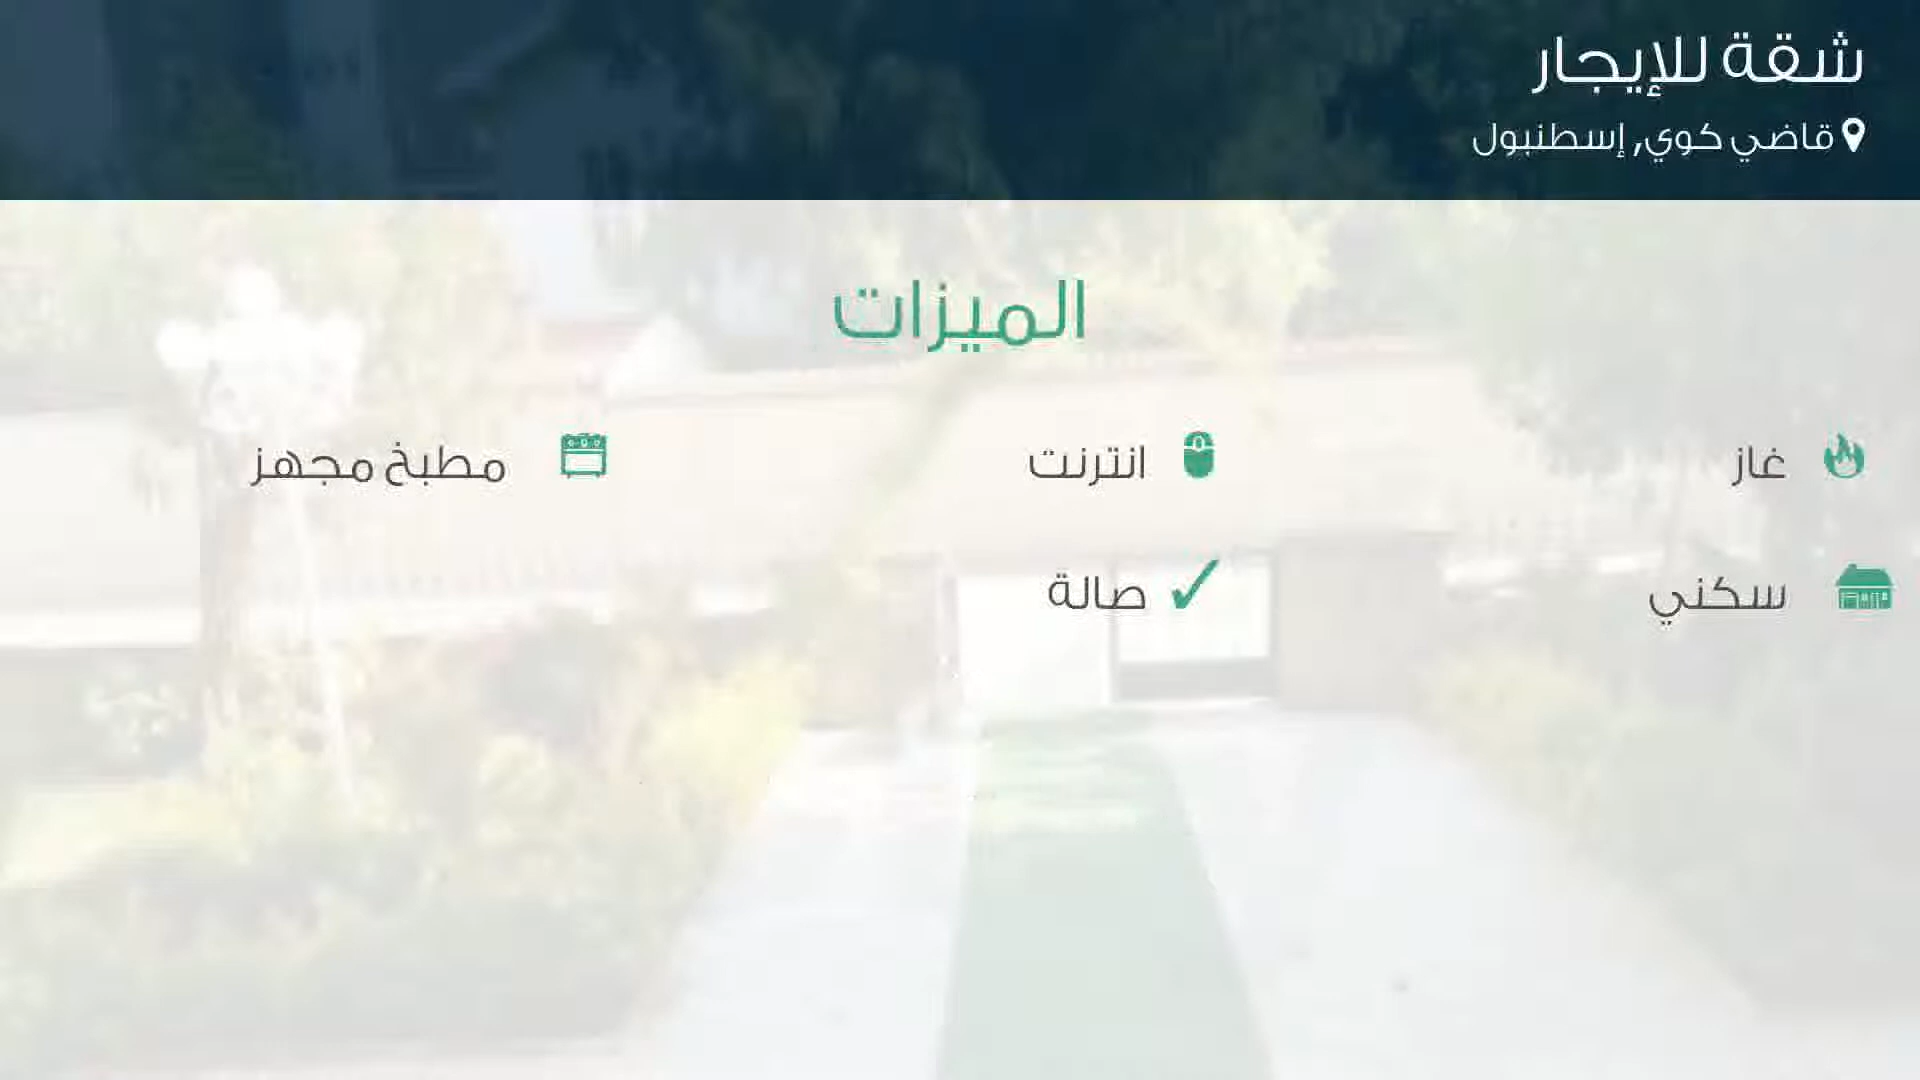 شقة للإيجار
قاضي كوي, إسطنبول
الميزات
غاز
انترنت
مطبخ مجهز
سكني
صالة